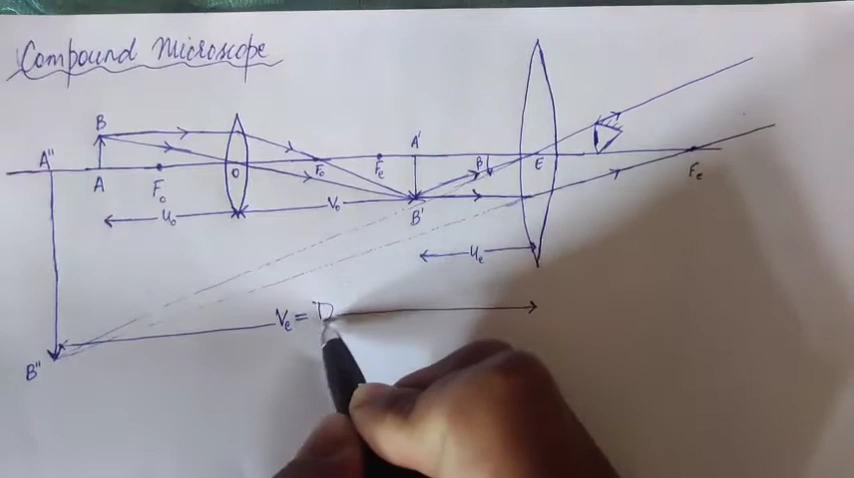 Compound Microscope
B
A'
A"
A
F₀
O
F₀
Fₑ
β
E
Fₑ
u₀
V₀
B'
uₑ
Vₑ = D
B"